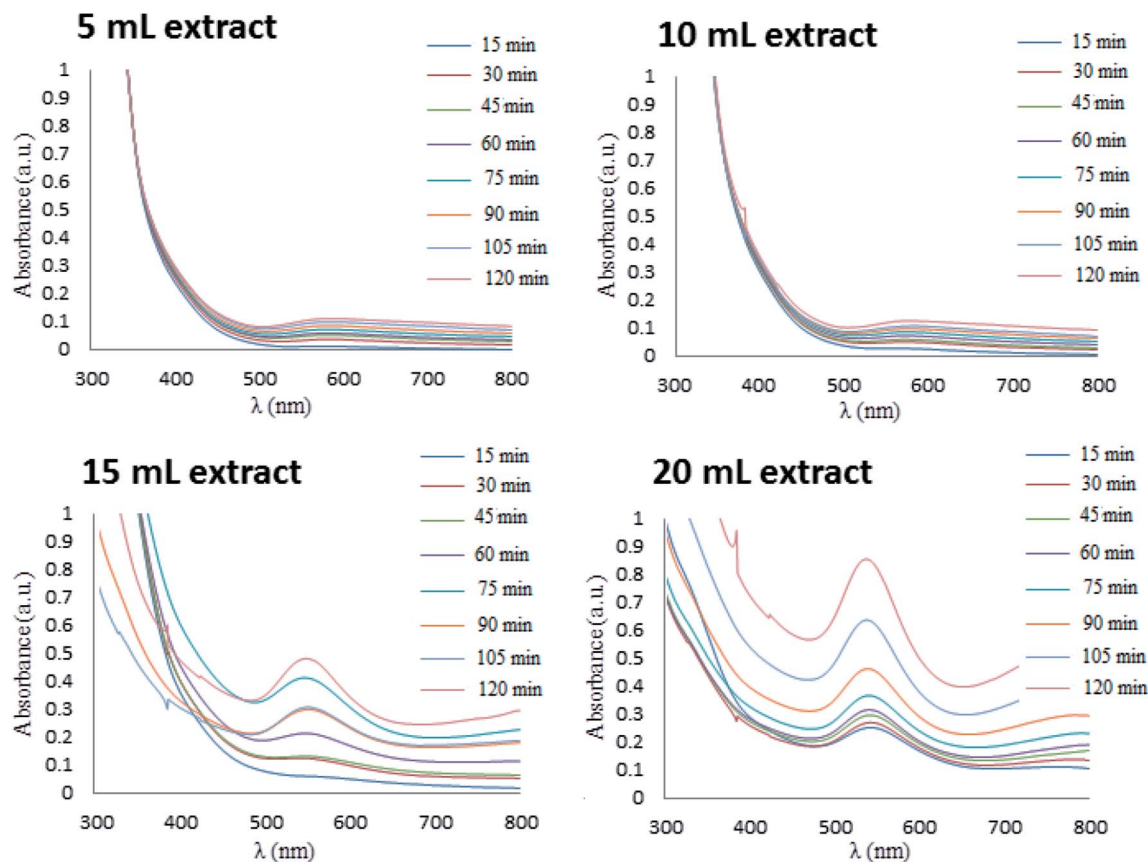 5 mL extract
15 min
30 min
45 min
60 min
75 min
90 min
105 min
120 min
Absorbance (a.u.)
1
0.9
0.8
0.7
0.6
0.5
0.4
0.3
0.2
0.1
0
300 400 500 600 700 800
λ (nm)
10 mL extract
15 min
30 min
45 min
60 min
75 min
90 min
105 min
120 min
Absorbance (a.u.)
1
0.9
0.8
0.7
0.6
0.5
0.4
0.3
0.2
0.1
0
300 400 500 600 700 800
λ (nm)
15 mL extract
15 min
30 min
45 min
60 min
75 min
90 min
105 min
120 min
Absorbance (a.u.)
1
0.9
0.8
0.7
0.6
0.5
0.4
0.3
0.2
0.1
0
300 400 500 600 700 800
λ (nm)
20 mL extract
15 min
30 min
45 min
60 min
75 min
90 min
105 min
120 min
Absorbance (a.u.)
1
0.9
0.8
0.7
0.6
0.5
0.4
0.3
0.2
0.1
0
300 400 500 600 700 800
λ (nm)